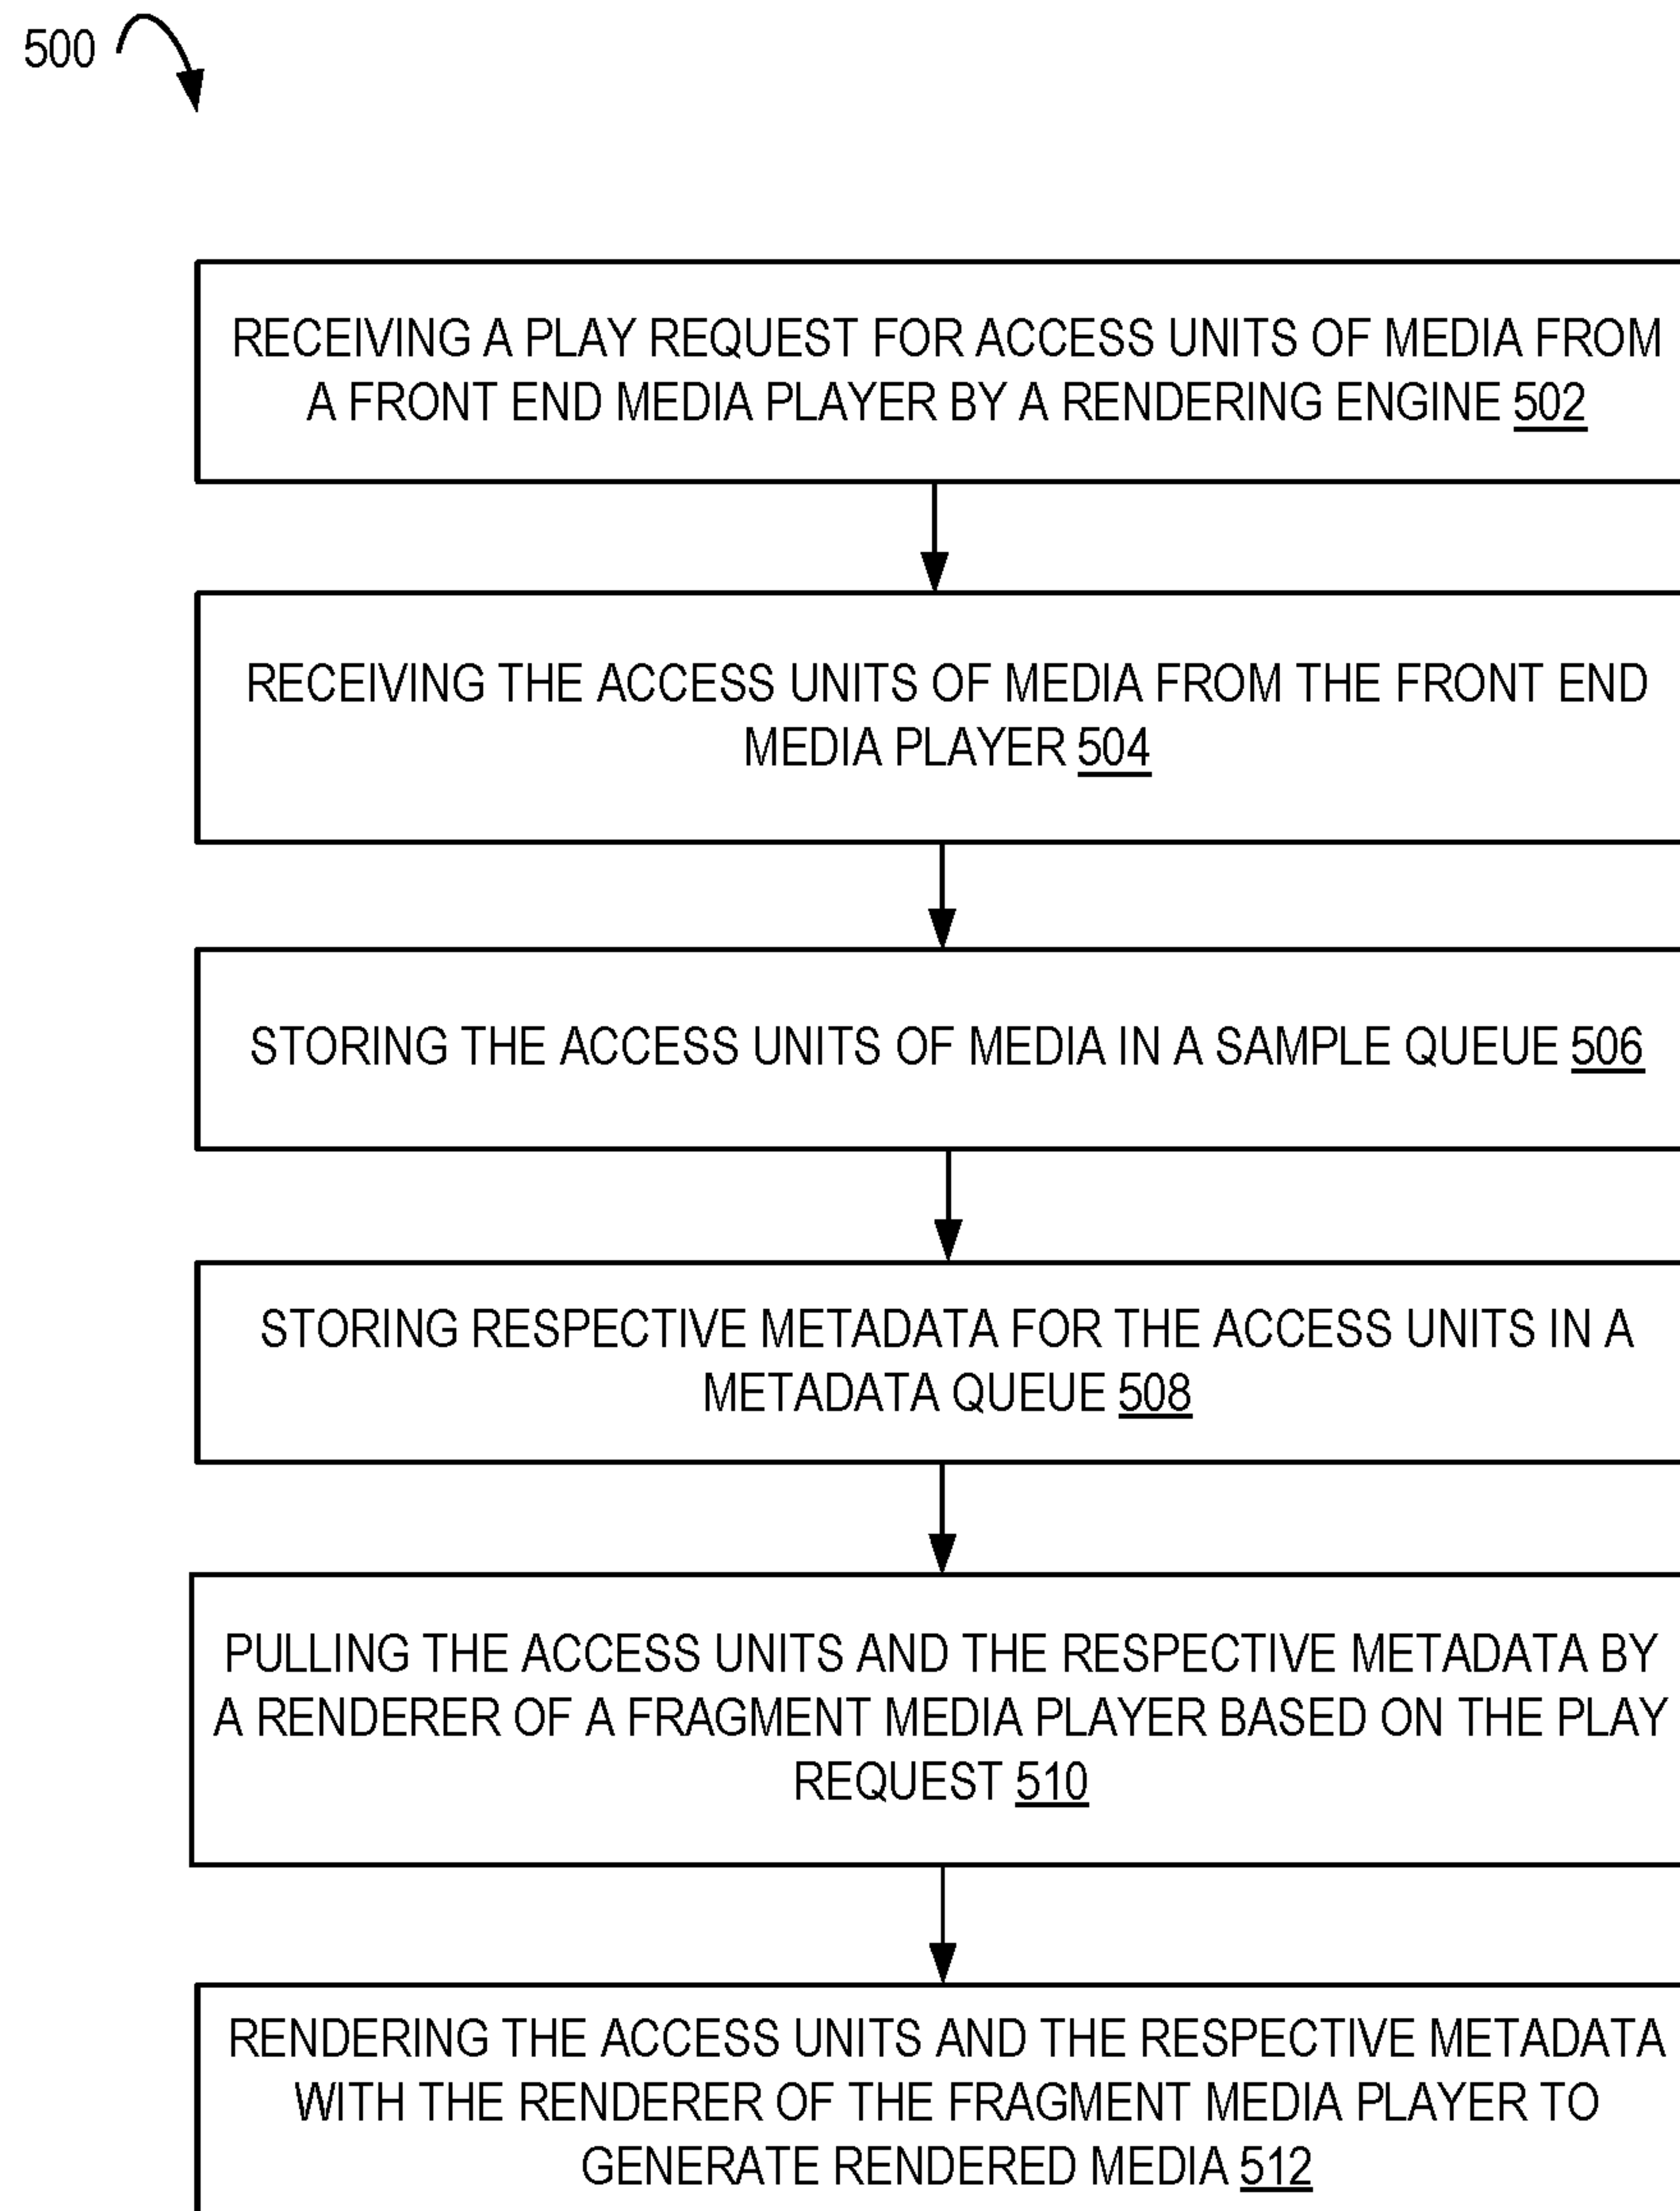 500
RECEIVING A PLAY REQUEST FOR ACCESS UNITS OF MEDIA FROM
A FRONT END MEDIA PLAYER BY A RENDERING ENGINE 502
RECEIVING THE ACCESS UNITS OF MEDIA FROM THE FRONT END
MEDIA PLAYER 504
STORING THE ACCESS UNITS OF MEDIA IN A SAMPLE QUEUE 506
STORING RESPECTIVE METADATA FOR THE ACCESS UNITS IN A
METADATA QUEUE 508
PULLING THE ACCESS UNITS AND THE RESPECTIVE METADATA BY
A RENDERER OF A FRAGMENT MEDIA PLAYER BASED ON THE PLAY
REQUEST 510
RENDERING THE ACCESS UNITS AND THE RESPECTIVE METADATA
WITH THE RENDERER OF THE FRAGMENT MEDIA PLAYER TO
GENERATE RENDERED MEDIA 512